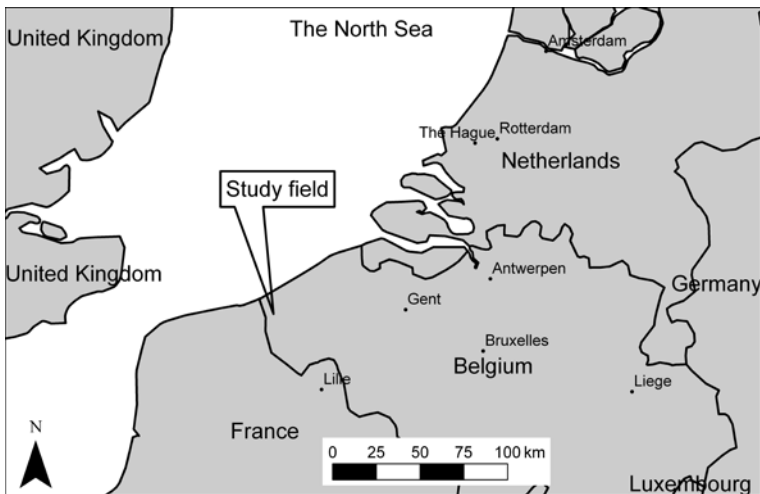 United Kingdom
The North Sea
Amsterdam
The Hague
Rotterdam
Netherlands
Study field
United Kingdom
Antwerpen
Germany
Gent
Bruxelles
Belgium
Lille
Liege
France
N
0 25 50 75 100 km
Luxembourg